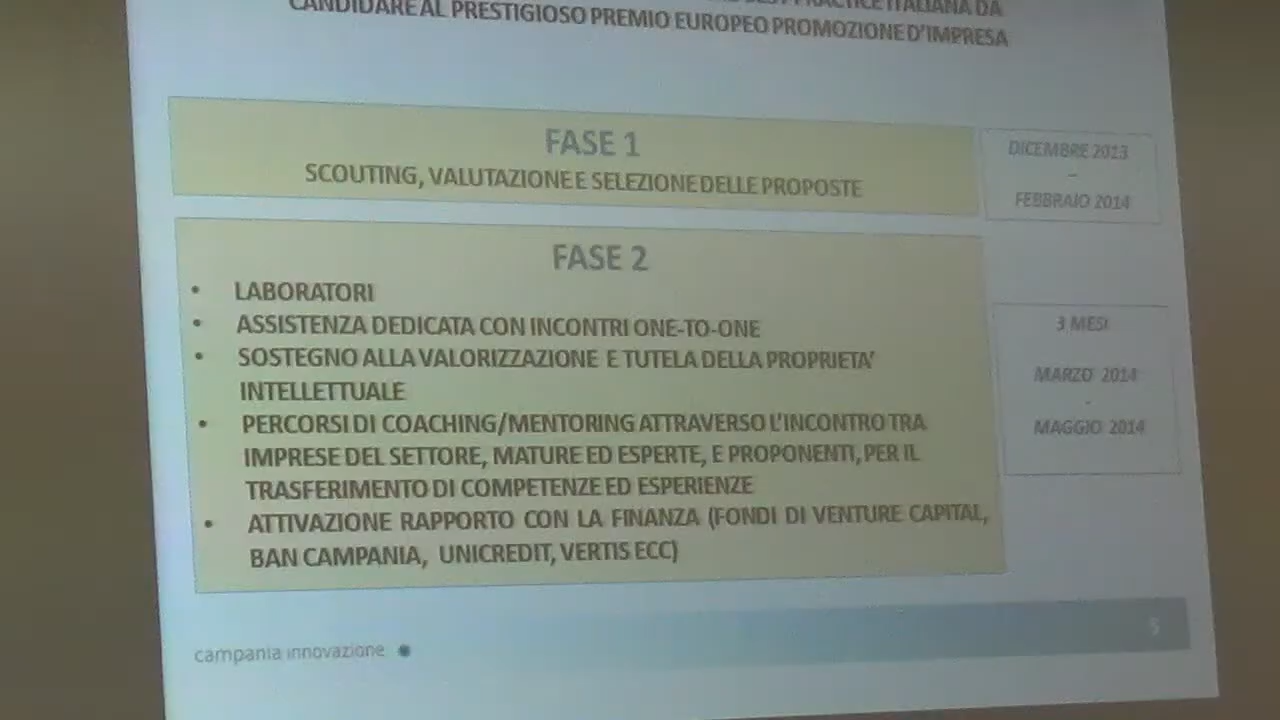 PRACTICE ITALIANA DA
CANDIDARE AL PRESTIGIOSO PREMIO EUROPEO PROMOZIONE D'IMPRESA
FASE 1
SCOUTING, VALUTAZIONE E SELEZIONE DELLE PROPOSTE
DICEMBRE 2013
–
FEBBRAIO 2014
FASE 2
• LABORATORI
• ASSISTENZA DEDICATA CON INCONTRI ONE-TO-ONE
• SOSTEGNO ALLA VALORIZZAZIONE E TUTELA DELLA PROPRIETA'
INTELLETTUALE
• PERCORSI DI COACHING/MENTORING ATTRAVERSO L'INCONTRO TRA
IMPRESE DEL SETTORE, MATURE ED ESPERTE, E PROPONENTI, PER IL
TRASFERIMENTO DI COMPETENZE ED ESPERIENZE
• ATTIVAZIONE RAPPORTO CON LA FINANZA (FONDI DI VENTURE CAPITAL,
BAN CAMPANIA, UNICREDIT, VERTIS ECC)
3 MESI
MARZO 2014
-
MAGGIO 2014
campania innovazione
5